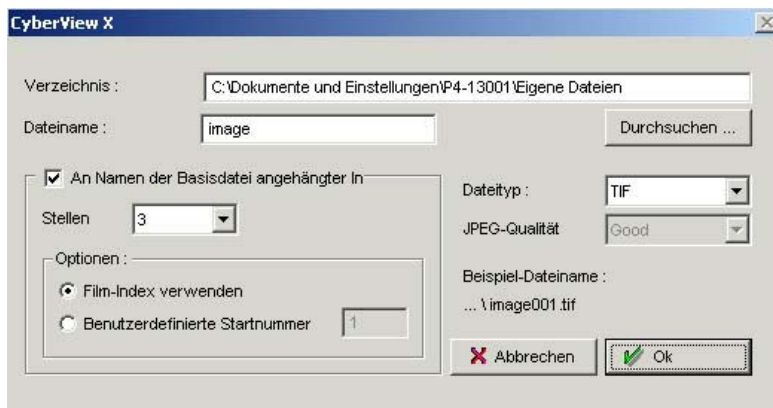 CyberView X
Verzeichnis :
C:\Dokumente und Einstellungen\P4-13001\Eigene Dateien
Dateiname :
image
Durchsuchen ...
An Namen der Basisdatei angehängter In
Stellen
3
Optionen :
Film-Index verwenden
Benutzerdefinierte Startnummer
1
Dateityp :
TIF
JPEG-Qualität
Good
Beispiel-Dateiname :
... \image001.tif
Abbrechen
Ok